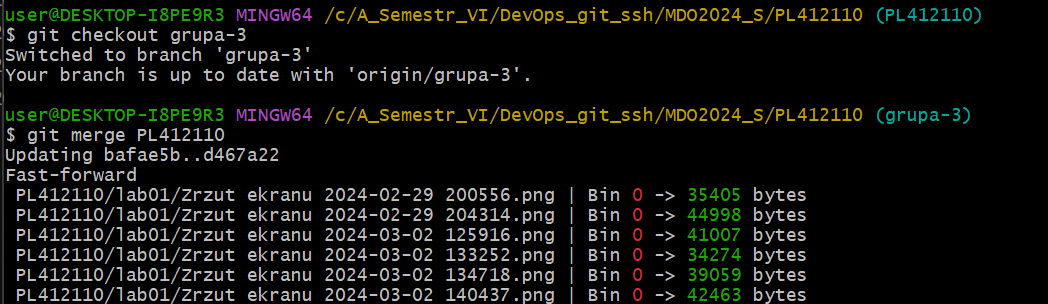 user@DESKTOP-I8PE9R3 MINGW64 /c/A_Semestr_VI/DevOps_git_ssh/MDO2024_S/PL412110 (PL412110)
$ git checkout grupa-3
Switched to branch 'grupa-3'
Your branch is up to date with 'origin/grupa-3'.
user@DESKTOP-I8PE9R3 MINGW64 /c/A_Semestr_VI/DevOps_git_ssh/MDO2024_S/PL412110 (grupa-3)
$ git merge PL412110
Updating bafae5b..d467a22
Fast-forward
PL412110/lab01/Zrzut ekranu 2024-02-29 200556.png | Bin 0 -> 35405 bytes
PL412110/lab01/Zrzut ekranu 2024-02-29 204314.png | Bin 0 -> 44998 bytes
PL412110/lab01/Zrzut ekranu 2024-03-02 125916.png | Bin 0 -> 41007 bytes
PL412110/lab01/Zrzut ekranu 2024-03-02 133252.png | Bin 0 -> 34274 bytes
PL412110/lab01/Zrzut ekranu 2024-03-02 134718.png | Bin 0 -> 39059 bytes
PL412110/lab01/Zrzut ekranu 2024-03-02 140437.png | Bin 0 -> 42463 bytes